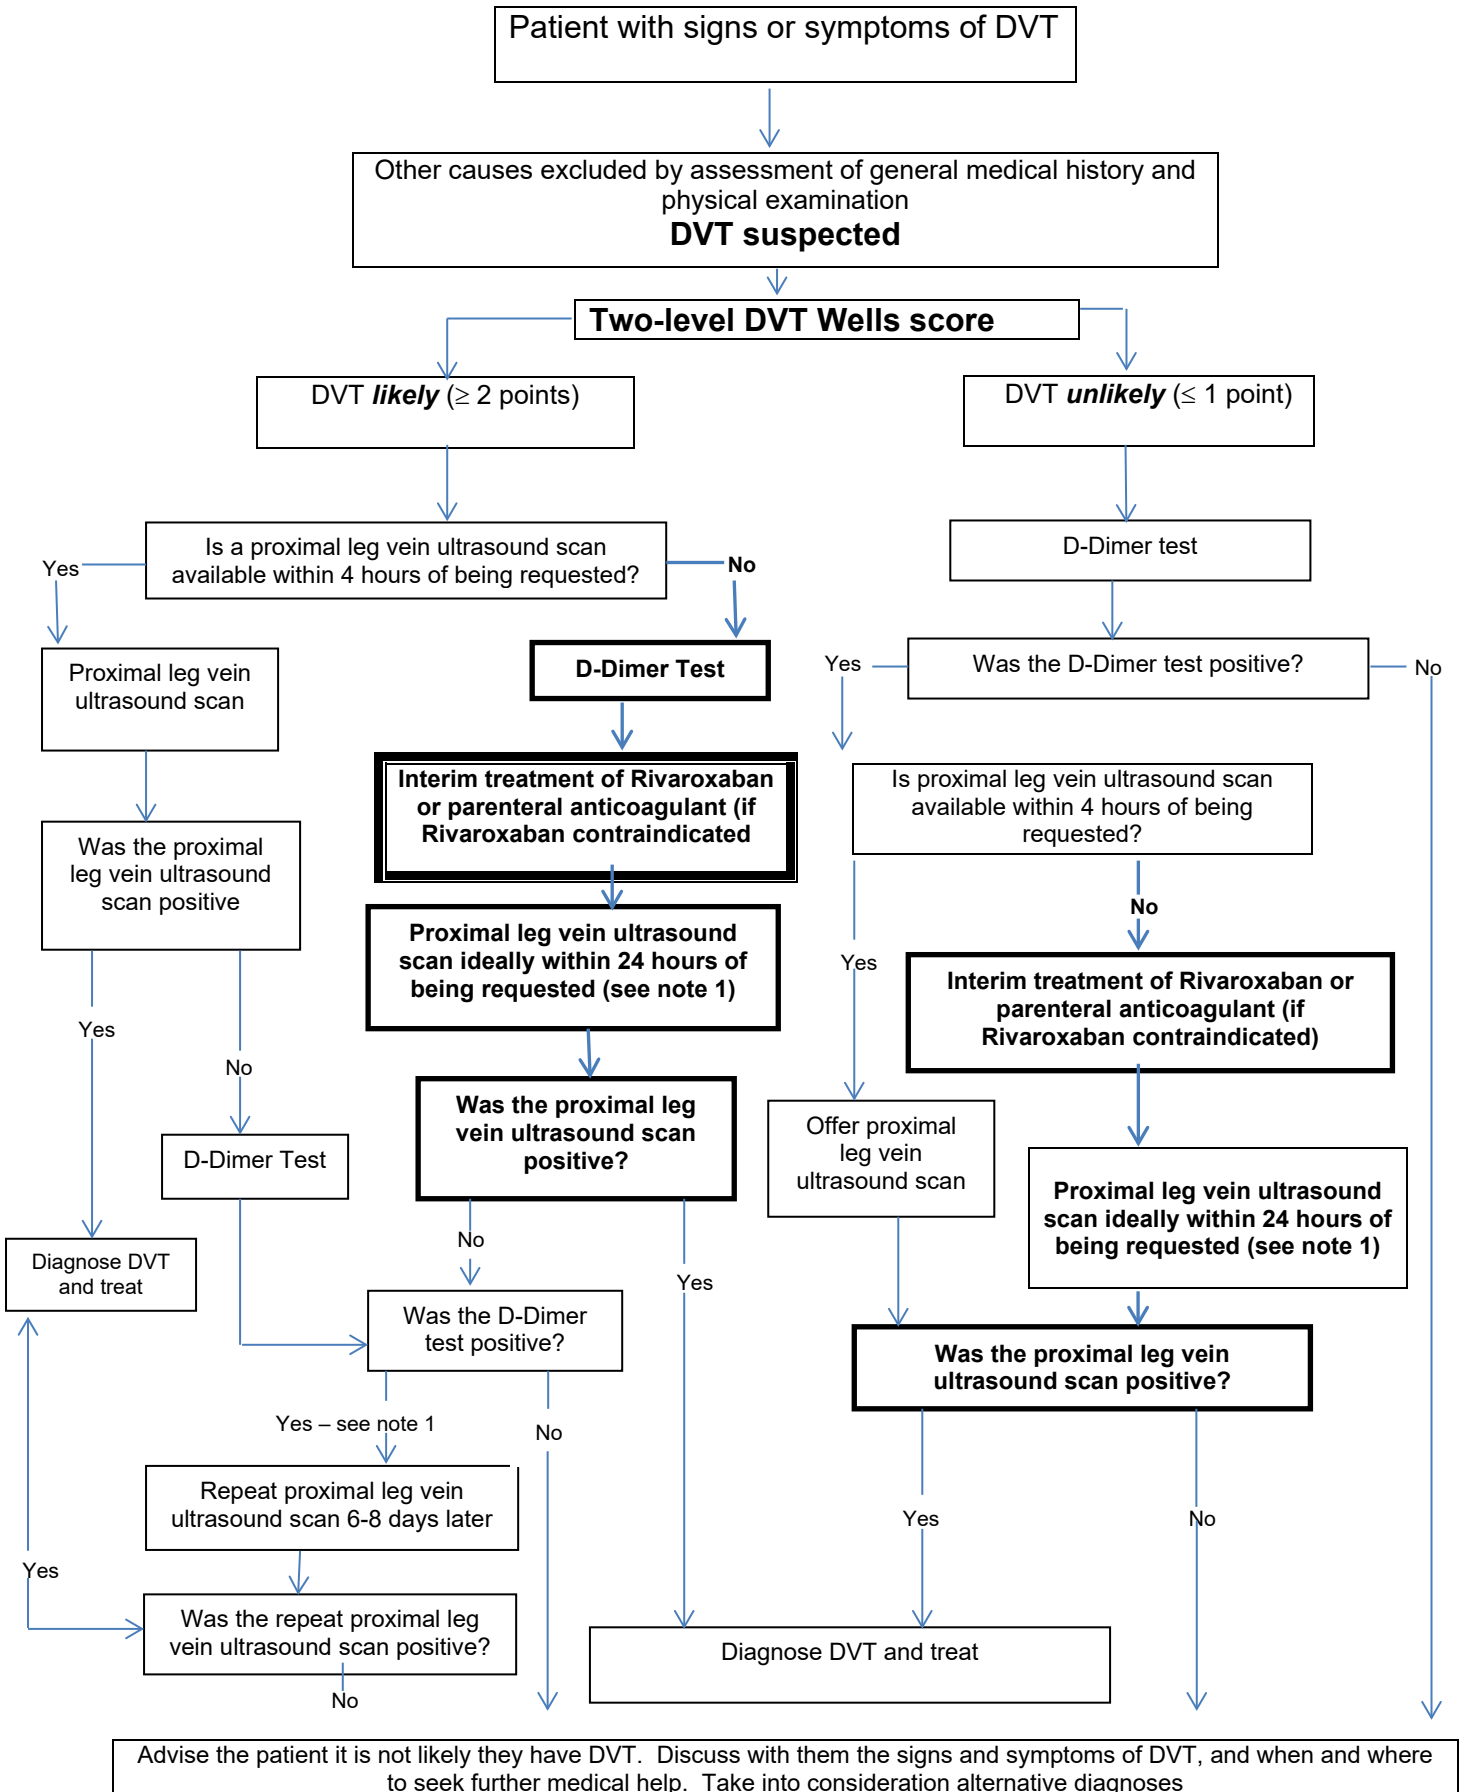 Patient with signs or symptoms of DVT
Other causes excluded by assessment of general medical history and
physical examination
DVT suspected
Two-level DVT Wells score
DVT likely (≥ 2 points)
DVT unlikely (≤ 1 point)
Is a proximal leg vein ultrasound scan
available within 4 hours of being requested?
Yes
No
D-Dimer test
Proximal leg vein
ultrasound scan
D-Dimer Test
Was the D-Dimer test positive?
Yes
No
Interim treatment of Rivaroxaban
or parenteral anticoagulant (if
Rivaroxaban contraindicated
Is proximal leg vein ultrasound scan
available within 4 hours of being
requested?
Was the proximal
leg vein ultrasound
scan positive
No
Yes
Proximal leg vein ultrasound
scan ideally within 24 hours of
being requested (see note 1)
Interim treatment of Rivaroxaban or
parenteral anticoagulant (if
Rivaroxaban contraindicated)
Yes
No
Was the proximal leg
vein ultrasound scan
positive?
Offer proximal
leg vein
ultrasound scan
D-Dimer Test
Proximal leg vein ultrasound
scan ideally within 24 hours of
being requested (see note 1)
Diagnose DVT
and treat
No
Yes
Was the D-Dimer
test positive?
Was the proximal leg vein
ultrasound scan positive?
Yes – see note 1
No
Repeat proximal leg vein
ultrasound scan 6-8 days later
Yes
No
Yes
Was the repeat proximal leg
vein ultrasound scan positive?
Diagnose DVT and treat
No
Advise the patient it is not likely they have DVT. Discuss with them the signs and symptoms of DVT, and when and where
to seek further medical help. Take into consideration alternative diagnoses